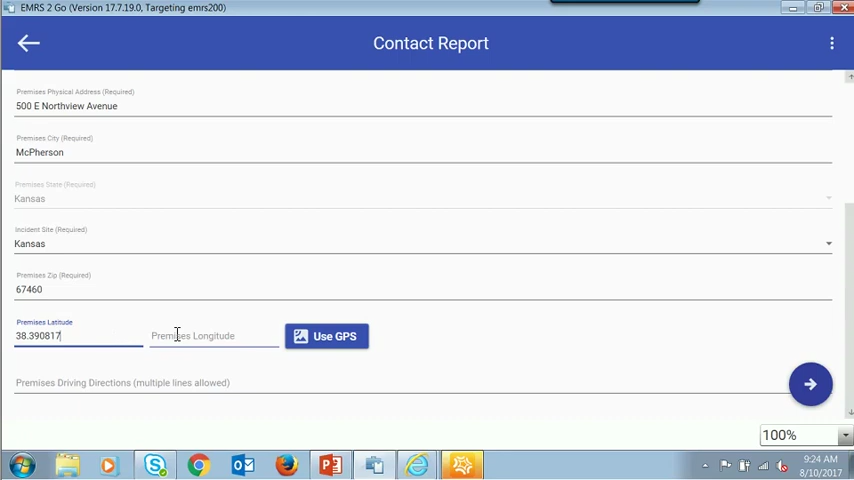 EMRS 2 Go (Version 17.7.19.0, Targeting emrs200)
Contact Report
Premises Physical Address (Required)
500 E Northview Avenue
Premises City (Required)
McPherson
Premises State (Required)
Kansas
Incident Site (Required)
Kansas
Premises Zip (Required)
67460
Premises Latitude
38.390817
Premises Longitude
Use GPS
Premises Driving Directions (multiple lines allowed)
100%
9:24 AM
8/10/2017